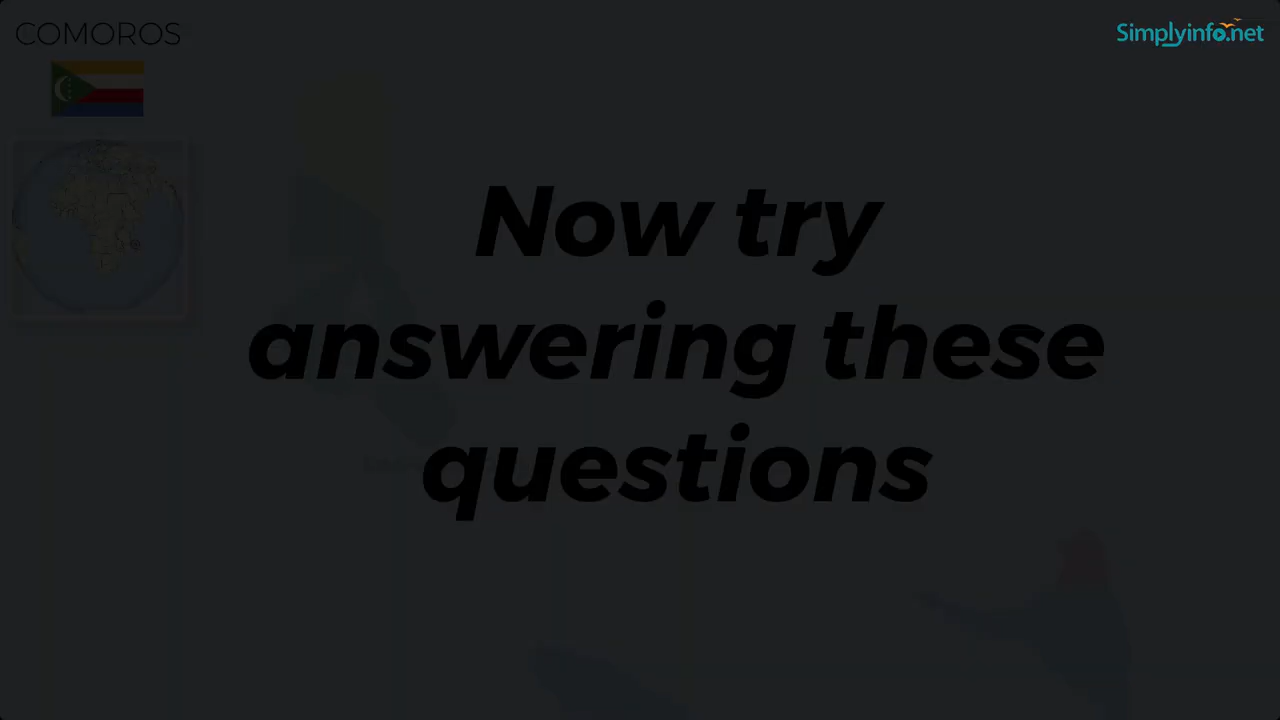 COMOROS
Simplyinfo.net
Now try
answering these
questions